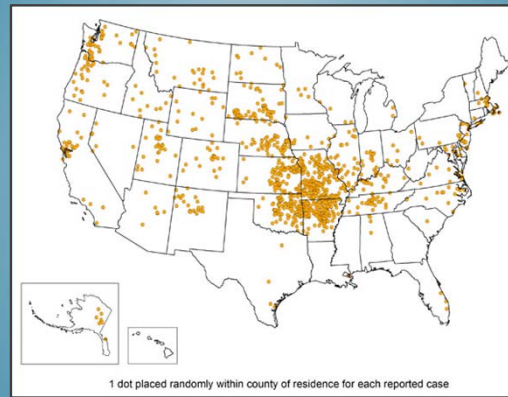 1 dot placed randomly within county of residence for each reported case